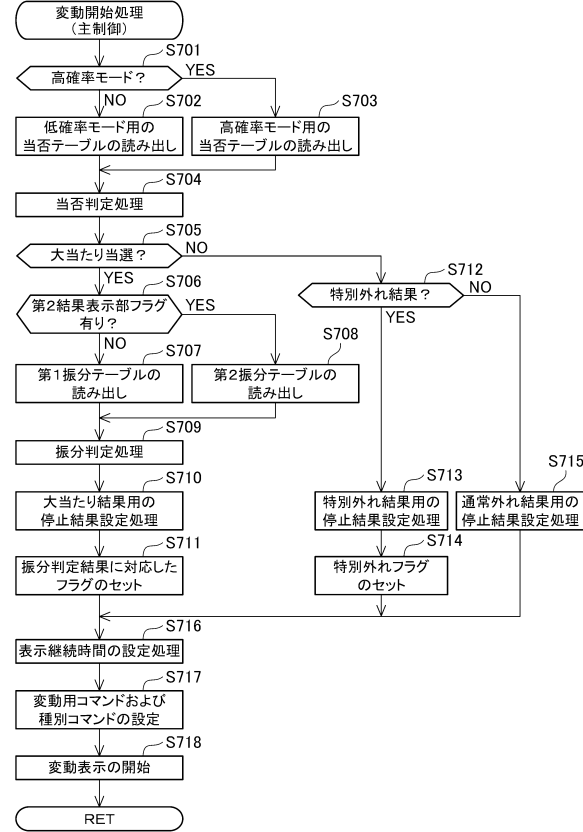 変動開始処理
(主制御)
S701
高確率モード?
YES
NO
S702
低確率モード用の
当否テーブルの読み出し
S703
高確率モード用の
当否テーブルの読み出し
S704
当否判定処理
S705
大当たり当選?
NO
YES
S706
第2結果表示部フラグ
有り?
YES
NO
S707
第1振分テーブルの
読み出し
S708
第2振分テーブルの
読み出し
S709
振分判定処理
S710
大当たり結果用の
停止結果設定処理
S711
振分判定結果に対応した
フラグのセット
S712
特別外れ結果?
NO
YES
S713
特別外れ結果用の
停止結果設定処理
S714
特別外れフラグ
のセット
S715
通常外れ結果用の
停止結果設定処理
S716
表示継続時間の設定処理
S717
変動用コマンドおよび
種別コマンドの設定
S718
変動表示の開始
RET